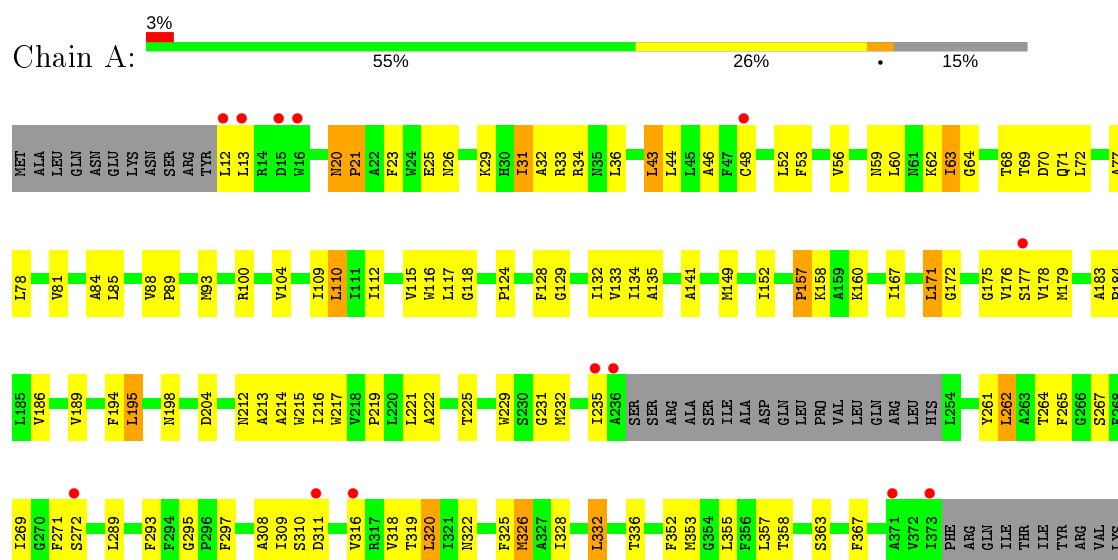 3%
Chain A:
55% 26% • 15%
MET ALA LEU GLN ASN GLU LYS ASN SER ARG TYR L12 L13 R14 D15 W16 N20 P21 A22 F23 W24 E25 N26 K29 H30 I31 A32 R33 R34 N35 L36 L43 L44 L45 A46 F47 C48 L52 F53 V56 N59 L60 N61 K62 I63 G64 T68 T69 D70 Q71 L72 A77
L78 V81 A84 L85 V88 P89 M93 R100 V104 I109 L110 I111 I112 V115 W116 L117 G118 P124 F128 G129 I132 V133 I134 A135 A141 M149 I152 P157 K158 A159 K160 I167 L171 G172 G175 V176 S177 V178 M179 A183 P184
L185 V186 V189 F194 L195 N198 D204 N212 A213 A214 W215 I216 W217 V218 P219 L220 L221 A222 T225 W229 S230 G231 M232 I235 A236 SER SER ARG ALA SER ILE ALA ASP GLN LEU PRO VAL LEU GLN ARG LEU HIS L254 Y261 L262 A263 T264 F265 G266 S267 F268
I269 G270 F271 S272 L289 F293 F294 G295 P296 F297 A308 I309 S310 D311 V316 R317 V318 T319 L320 I321 N322 F325 M326 A327 I328 L332 T336 F352 M353 G354 L355 F356 L357 T358 S363 F367 A371 V372 I373 PHE ARG GLN ILE THR ILE TYR ARG VAL